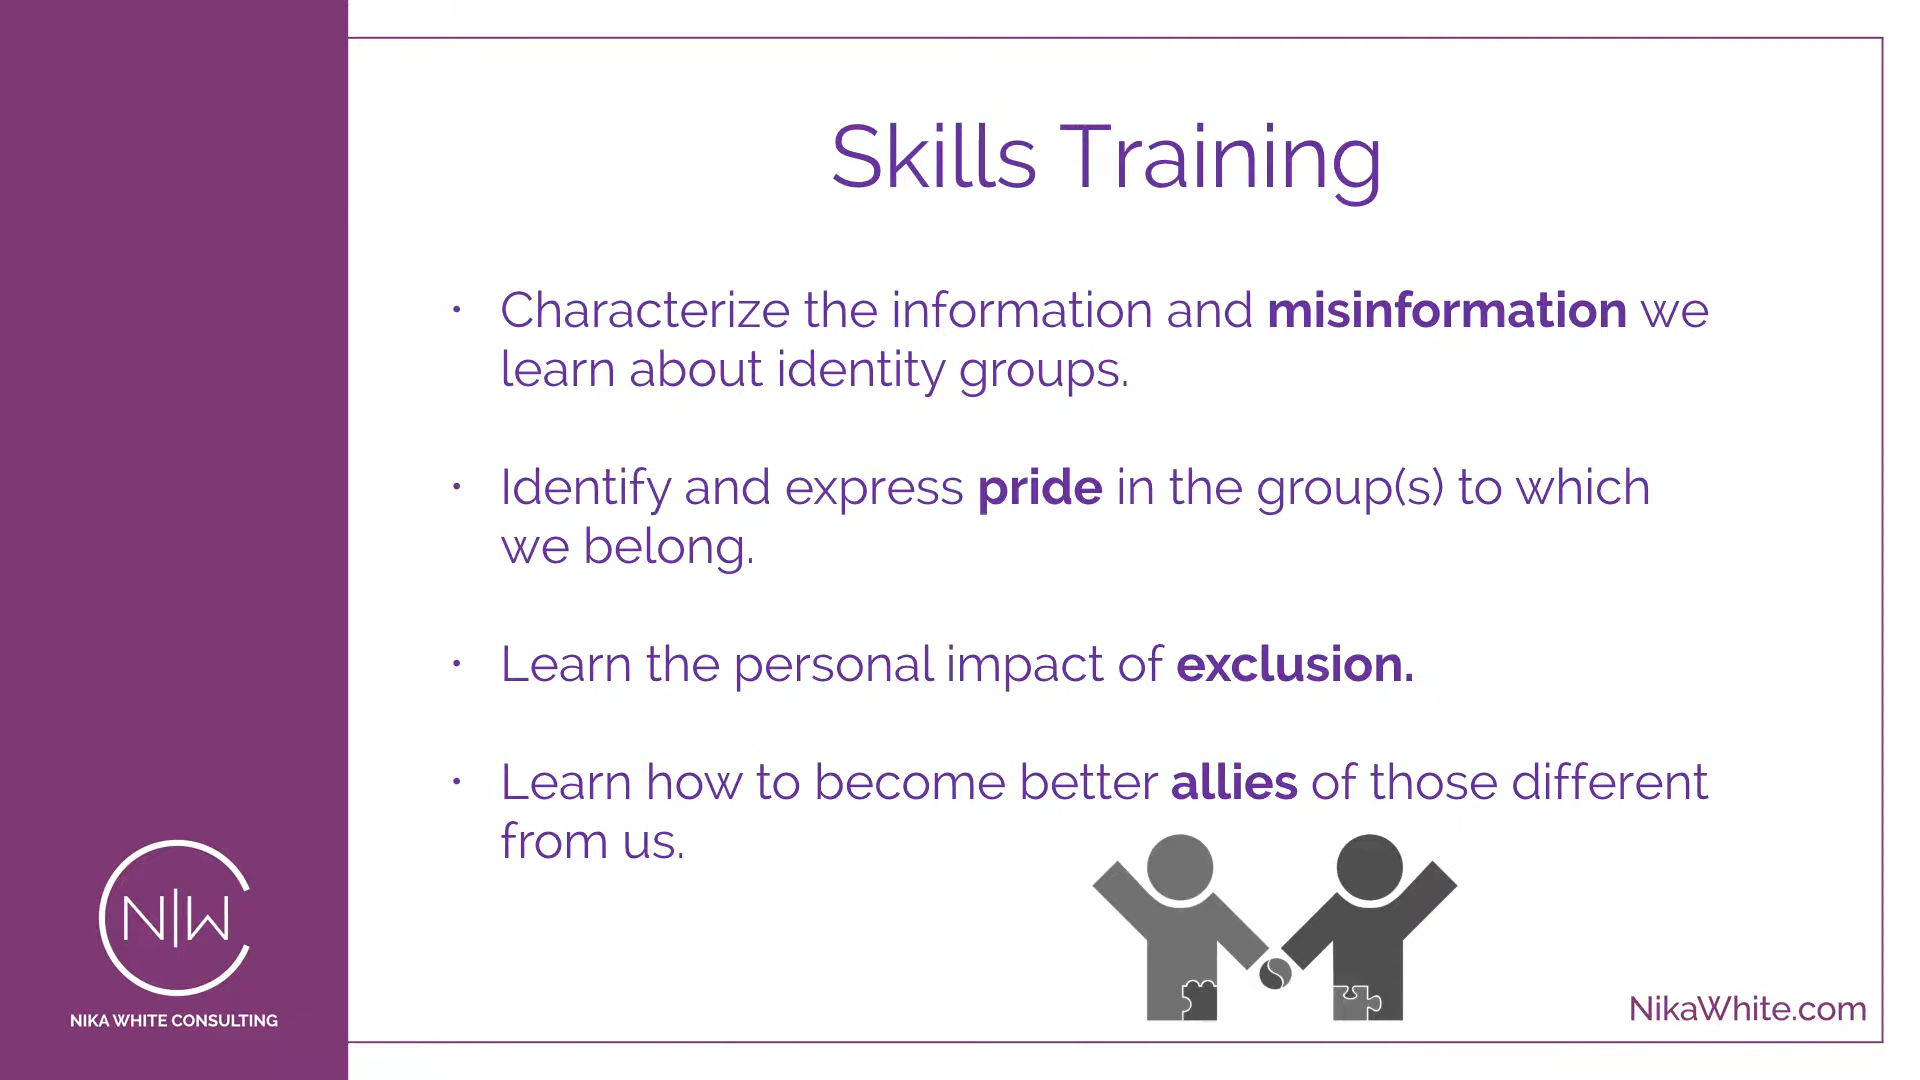 Skills Training
· Characterize the information and misinformation we
learn about identity groups.
· Identify and express pride in the group(s) to which
we belong.
· Learn the personal impact of exclusion.
· Learn how to become better allies of those different
from us.
N|W
NIKA WHITE CONSULTING
NikaWhite.com